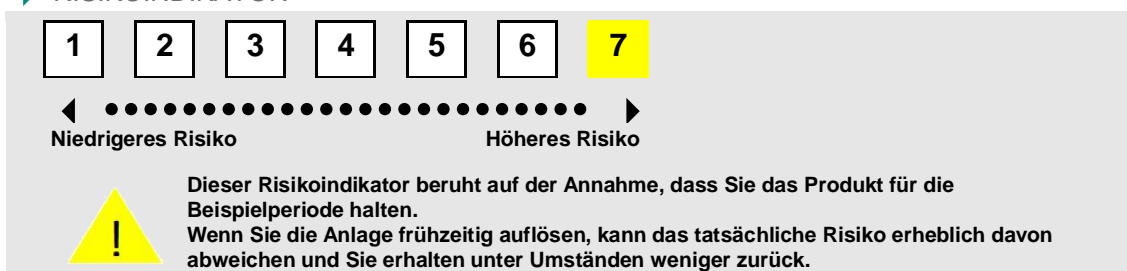 1 2 3 4 5 6 7
Niedrigeres Risiko Höheres Risiko
Dieser Risikoindikator beruht auf der Annahme, dass Sie das Produkt für die
Beispielperiode halten.
Wenn Sie die Anlage frühzeitig auflösen, kann das tatsächliche Risiko erheblich davon
abweichen und Sie erhalten unter Umständen weniger zurück.